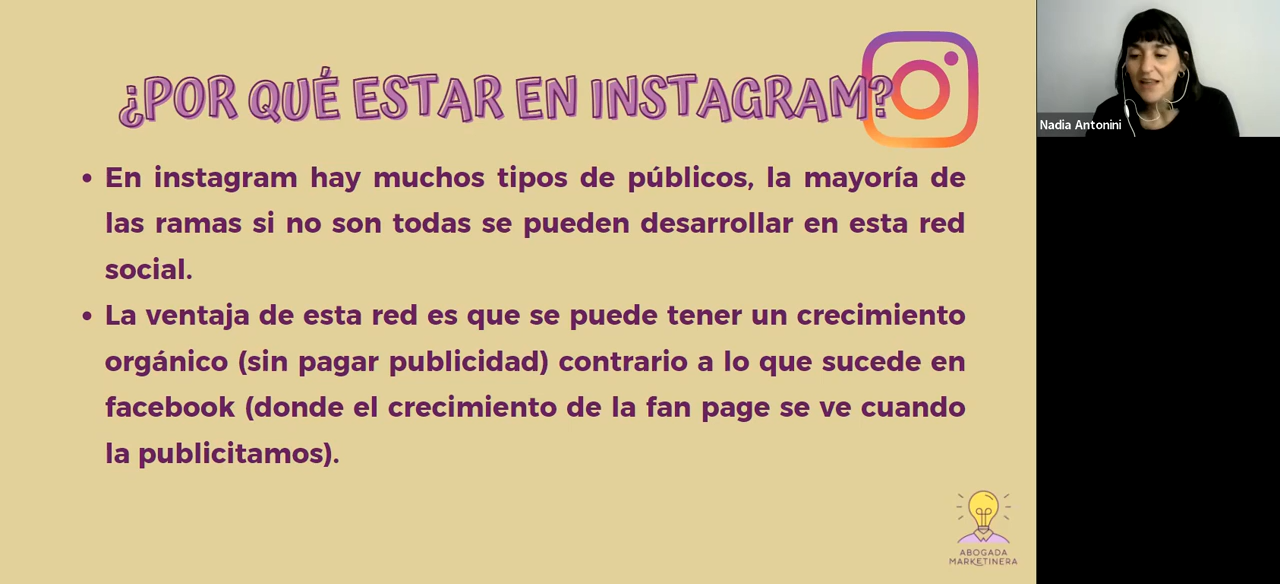 ¿POR QUÉ ESTAR EN INSTAGRAM?
En instagram hay muchos tipos de públicos, la mayoría de
las ramas si no son todas se pueden desarrollar en esta red
social.
La ventaja de esta red es que se puede tener un crecimiento
orgánico (sin pagar publicidad) contrario a lo que sucede en
facebook (donde el crecimiento de la fan page se ve cuando
la publicitamos).
ABOGADA
MARKETINERA
Nadia Antonini